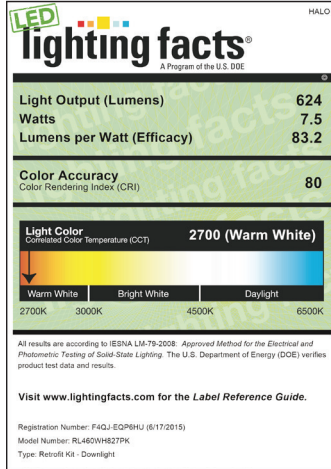 HALO
LED
lighting facts®
A Program of the U.S. DOE
Light Output (Lumens) 624
Watts 7.5
Lumens per Watt (Efficacy) 83.2
Color Accuracy
Color Rendering Index (CRI) 80
Light Color
Correlated Color Temperature (CCT) 2700 (Warm White)
Warm White Bright White Daylight
2700K 3000K 4500K 6500K
All results are according to IESNA LM-79-2008: Approved Method for the Electrical and
Photometric Testing of Solid-State Lighting. The U.S. Department of Energy (DOE) verifies
product test data and results.
Visit www.lightingfacts.com for the Label Reference Guide.
Registration Number: F4QJ-EQP6HU (6/17/2015)
Model Number: RL460WH827PK
Type: Retrofit Kit - Downlight